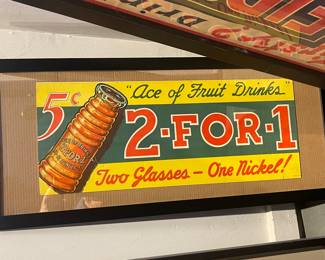 5¢
"Ace of Fruit Drinks"
2-FOR-1
Two Glasses - One Nickel!